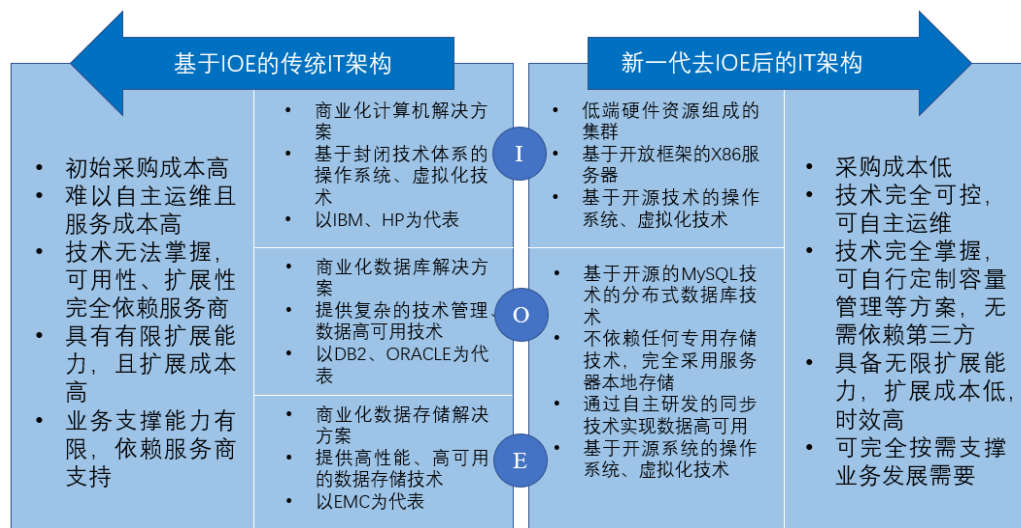 基于IOE的传统IT架构
• 初始采购成本高
• 难以自主运维且
服务成本高
• 技术无法掌握，
可用性、扩展性
完全依赖服务商
• 具有有限扩展能
力，且扩展成本
高
• 业务支撑能力有
限，依赖服务商
支持
• 商业化计算机解决方
案
• 基于封闭技术体系的
操作系统、虚拟化技
术
• 以IBM、HP为代表
• 商业化数据库解决方
案
• 提供复杂的技术管理、
数据高可用技术
• 以DB2、ORACLE为代
表
• 商业化数据存储解决
方案
• 提供高性能、高可用
的数据存储技术
• 以EMC为代表
I
O
E
新一代去IOE后的IT架构
• 低端硬件资源组成的
集群
• 基于开放框架的X86服
务器
• 基于开源技术的操作
系统、虚拟化技术
• 基于开源的MySQL技
术的分布式数据库技
术
• 不依赖任何专用存储
技术，完全采用服务
器本地存储
• 通过自主研发的同步
技术实现数据高可用
• 基于开源系统的操作
系统、虚拟化技术
• 采购成本低
• 技术完全可控，
可自主运维
• 技术完全掌握，
可自行定制容量
管理等方案，无
需依赖第三方
• 具备无限扩展能
力，扩展成本低，
时效高
• 可完全按需支撑
业务发展需要